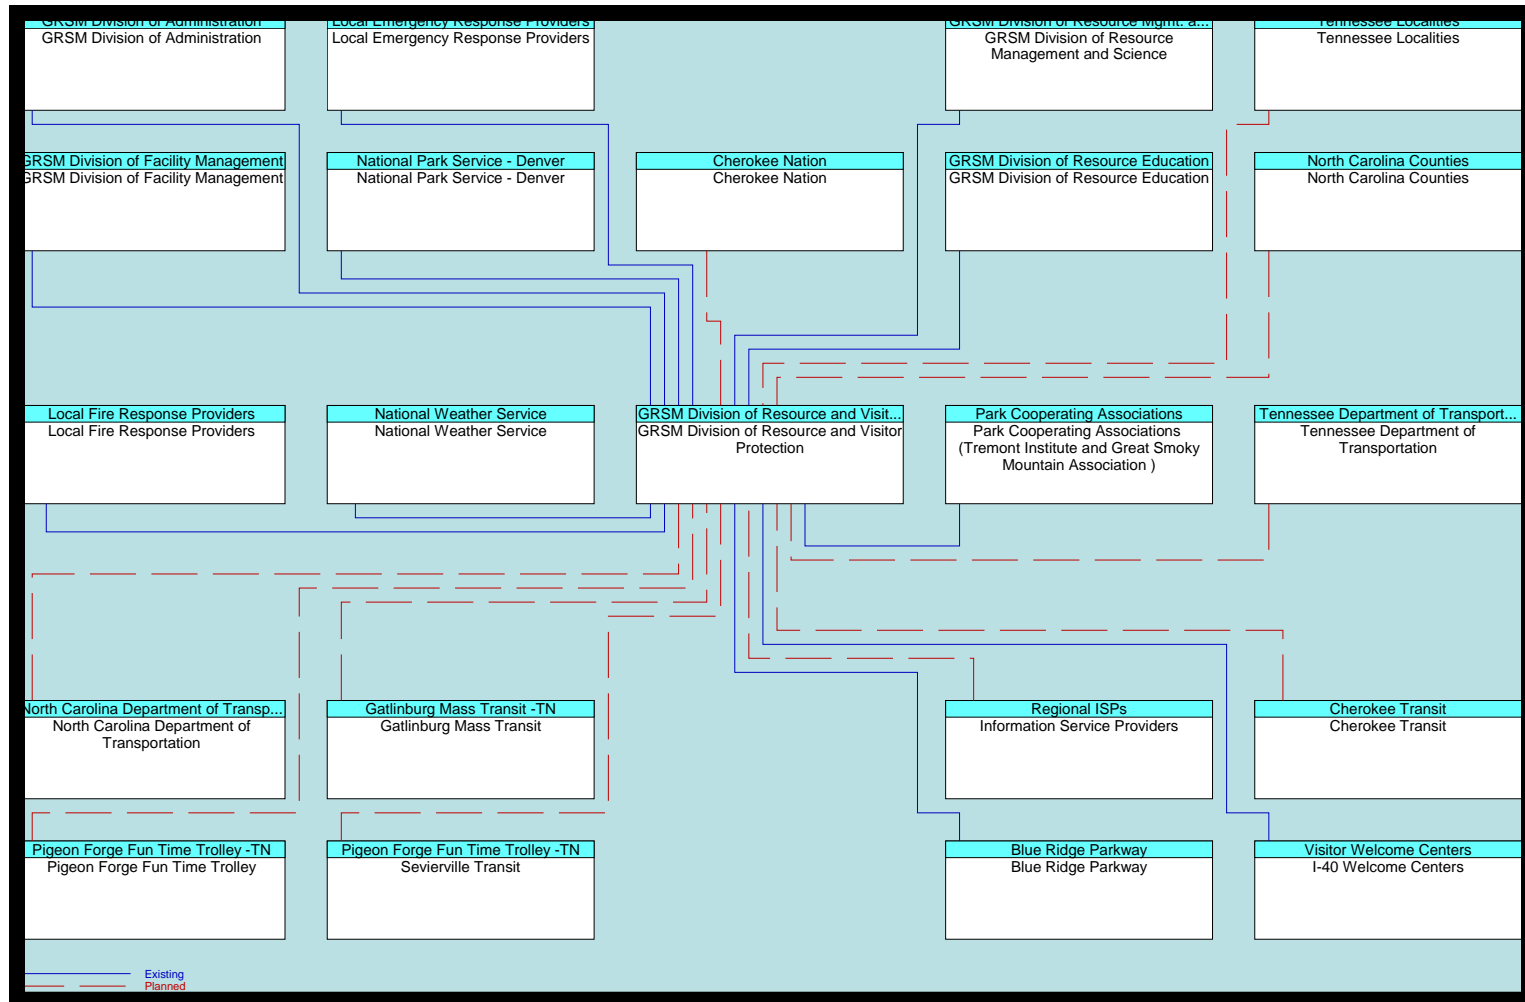 GRSM Division of Administration
GRSM Division of Administration
Local Emergency Response Providers
Local Emergency Response Providers
GRSM Division of Resource Mgmt. a...
GRSM Division of Resource
Management and Science
Tennessee Localities
Tennessee Localities
GRSM Division of Facility Management
GRSM Division of Facility Management
National Park Service - Denver
National Park Service - Denver
Cherokee Nation
Cherokee Nation
GRSM Division of Resource Education
GRSM Division of Resource Education
North Carolina Counties
North Carolina Counties
Local Fire Response Providers
Local Fire Response Providers
National Weather Service
National Weather Service
GRSM Division of Resource and Visit...
GRSM Division of Resource and Visitor
Protection
Park Cooperating Associations
Park Cooperating Associations
(Tremont Institute and Great Smoky
Mountain Association )
Tennessee Department of Transport...
Tennessee Department of
Transportation
North Carolina Department of Transp...
North Carolina Department of
Transportation
Gatlinburg Mass Transit -TN
Gatlinburg Mass Transit
Regional ISPs
Information Service Providers
Cherokee Transit
Cherokee Transit
Pigeon Forge Fun Time Trolley -TN
Pigeon Forge Fun Time Trolley
Pigeon Forge Fun Time Trolley -TN
Sevierville Transit
Blue Ridge Parkway
Blue Ridge Parkway
Visitor Welcome Centers
I-40 Welcome Centers
Existing
Planned